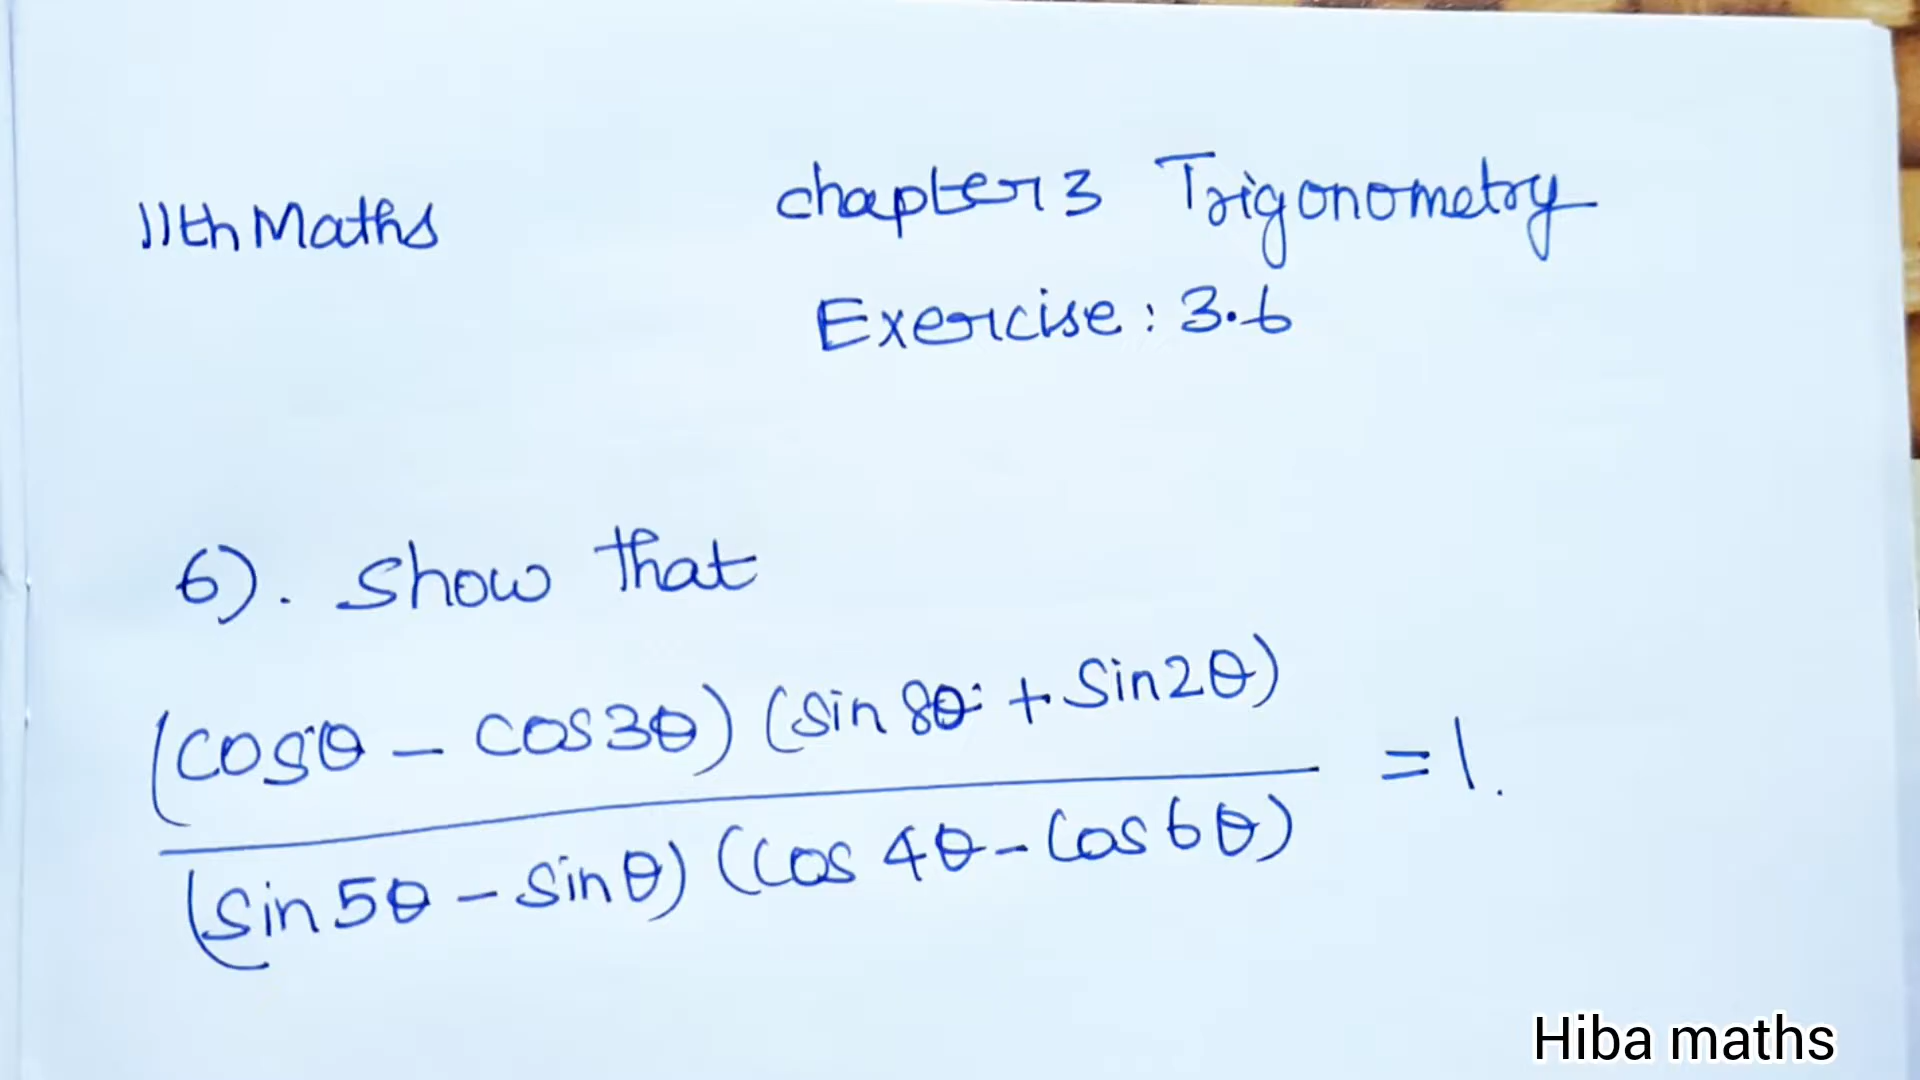 11th Maths
chapter 3 Trigonometry
Exercise: 3.6
6). Show that
(cosθ - cos3θ) (sin 8θ + Sin2θ)
= 1.
(sin 5θ - sinθ) (cos 4θ - cos 6θ)
Hiba maths